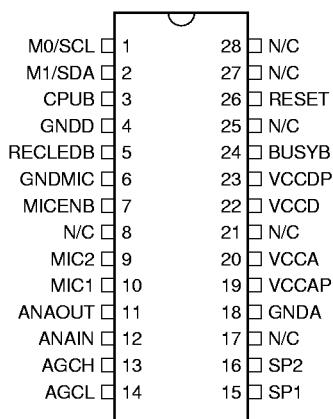 M0/SCL 1 28 N/C
M1/SDA 2 27 N/C
CPUB 3 26 RESET
GNDD 4 25 N/C
RECLEDB 5 24 BUSYB
GNDMIC 6 23 VCCDP
MICENB 7 22 VCCD
N/C 8 21 N/C
MIC2 9 20 VCCA
MIC1 10 19 VCCAP
ANAOUT 11 18 GNDA
ANAIN 12 17 N/C
AGCH 13 16 SP2
AGCL 14 15 SP1